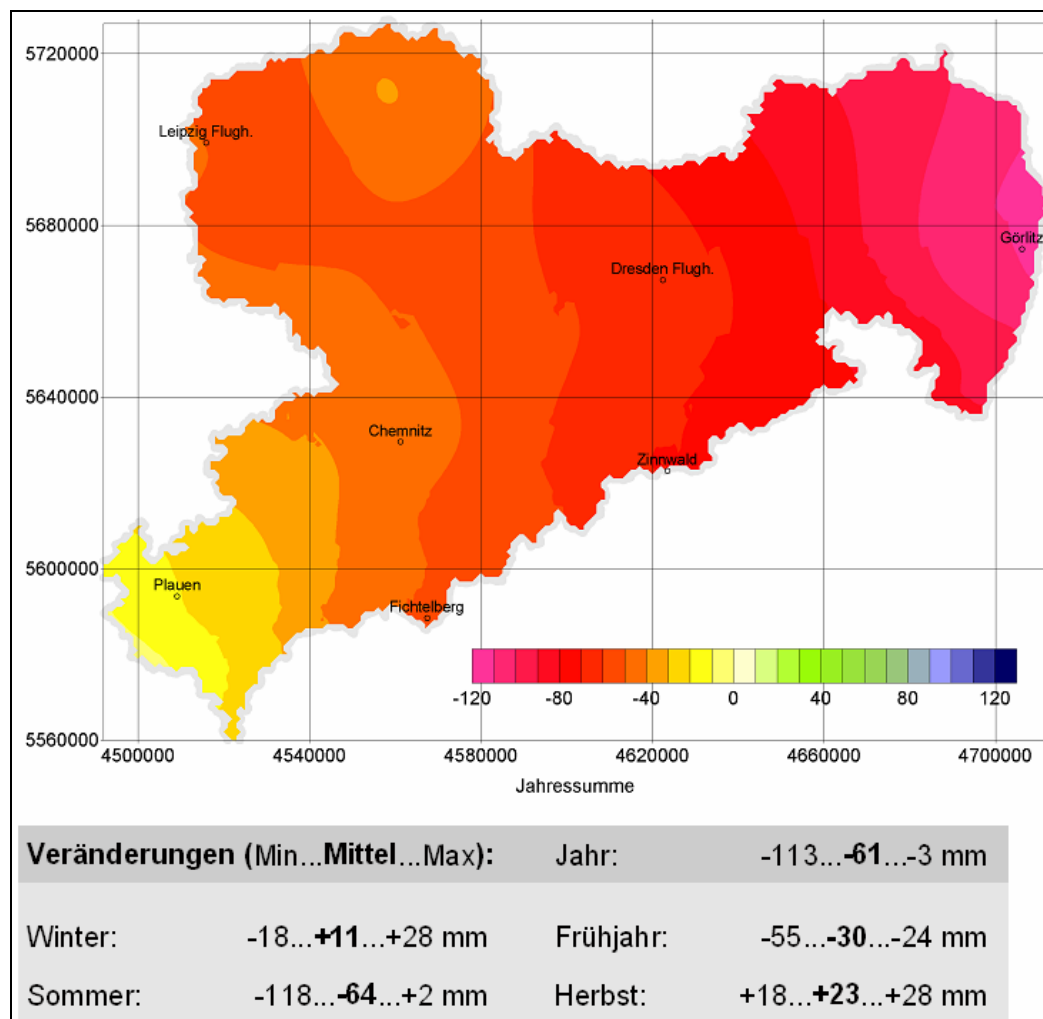 5720000
Leipzig Flugh.
5680000
Görlitz
Dresden Flugh.
5640000
Chemnitz
Zinnwald
5600000
Plauen
Fichtelberg
-120 -80 -40 0 40 80 120
5560000
4500000 4540000 4580000 4620000 4660000 4700000
Jahressumme
Veränderungen (Min...Mittel...Max): Jahr: -113...-61...-3 mm
Winter: -18...+11...+28 mm Frühjahr: -55...-30...-24 mm
Sommer: -118...-64...+2 mm Herbst: +18...+23...+28 mm